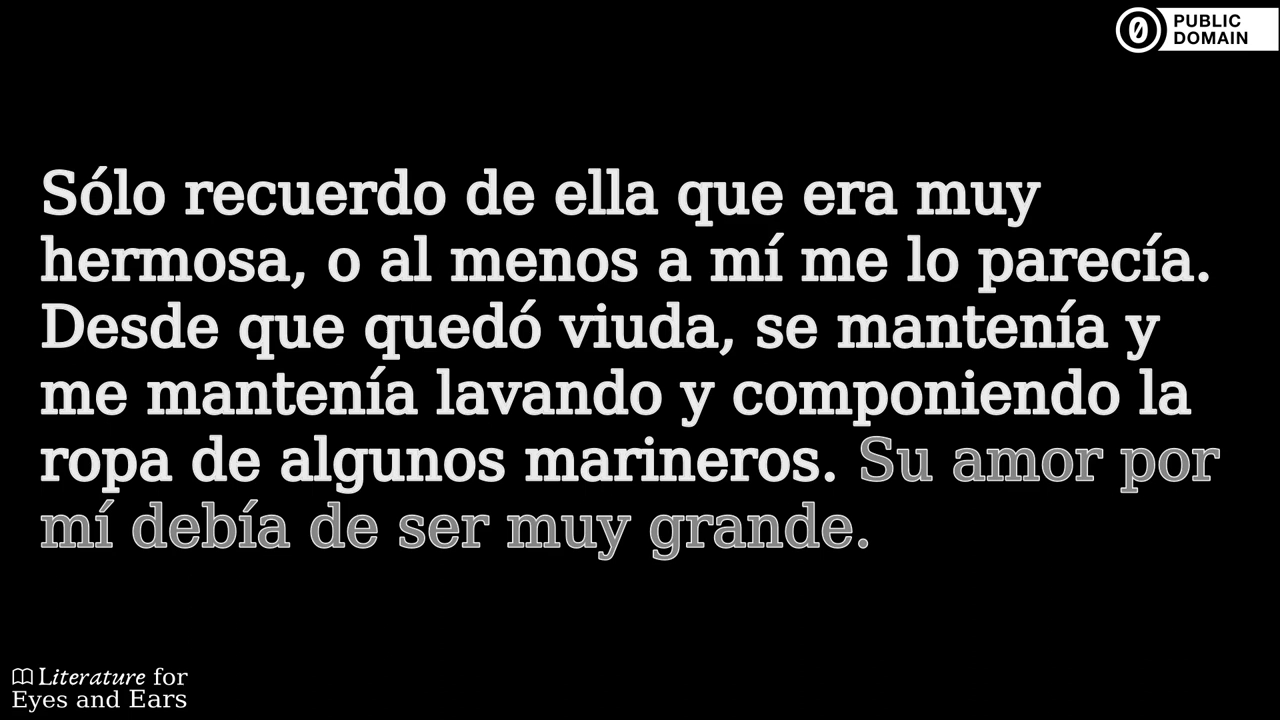 PUBLIC
DOMAIN
Sólo recuerdo de ella que era muy
hermosa, o al menos a mí me lo parecía.
Desde que quedó viuda, se mantenía y
me mantenía lavando y componiendo la
ropa de algunos marineros. Su amor por
mí debía de ser muy grande.
Literature for
Eyes and Ears